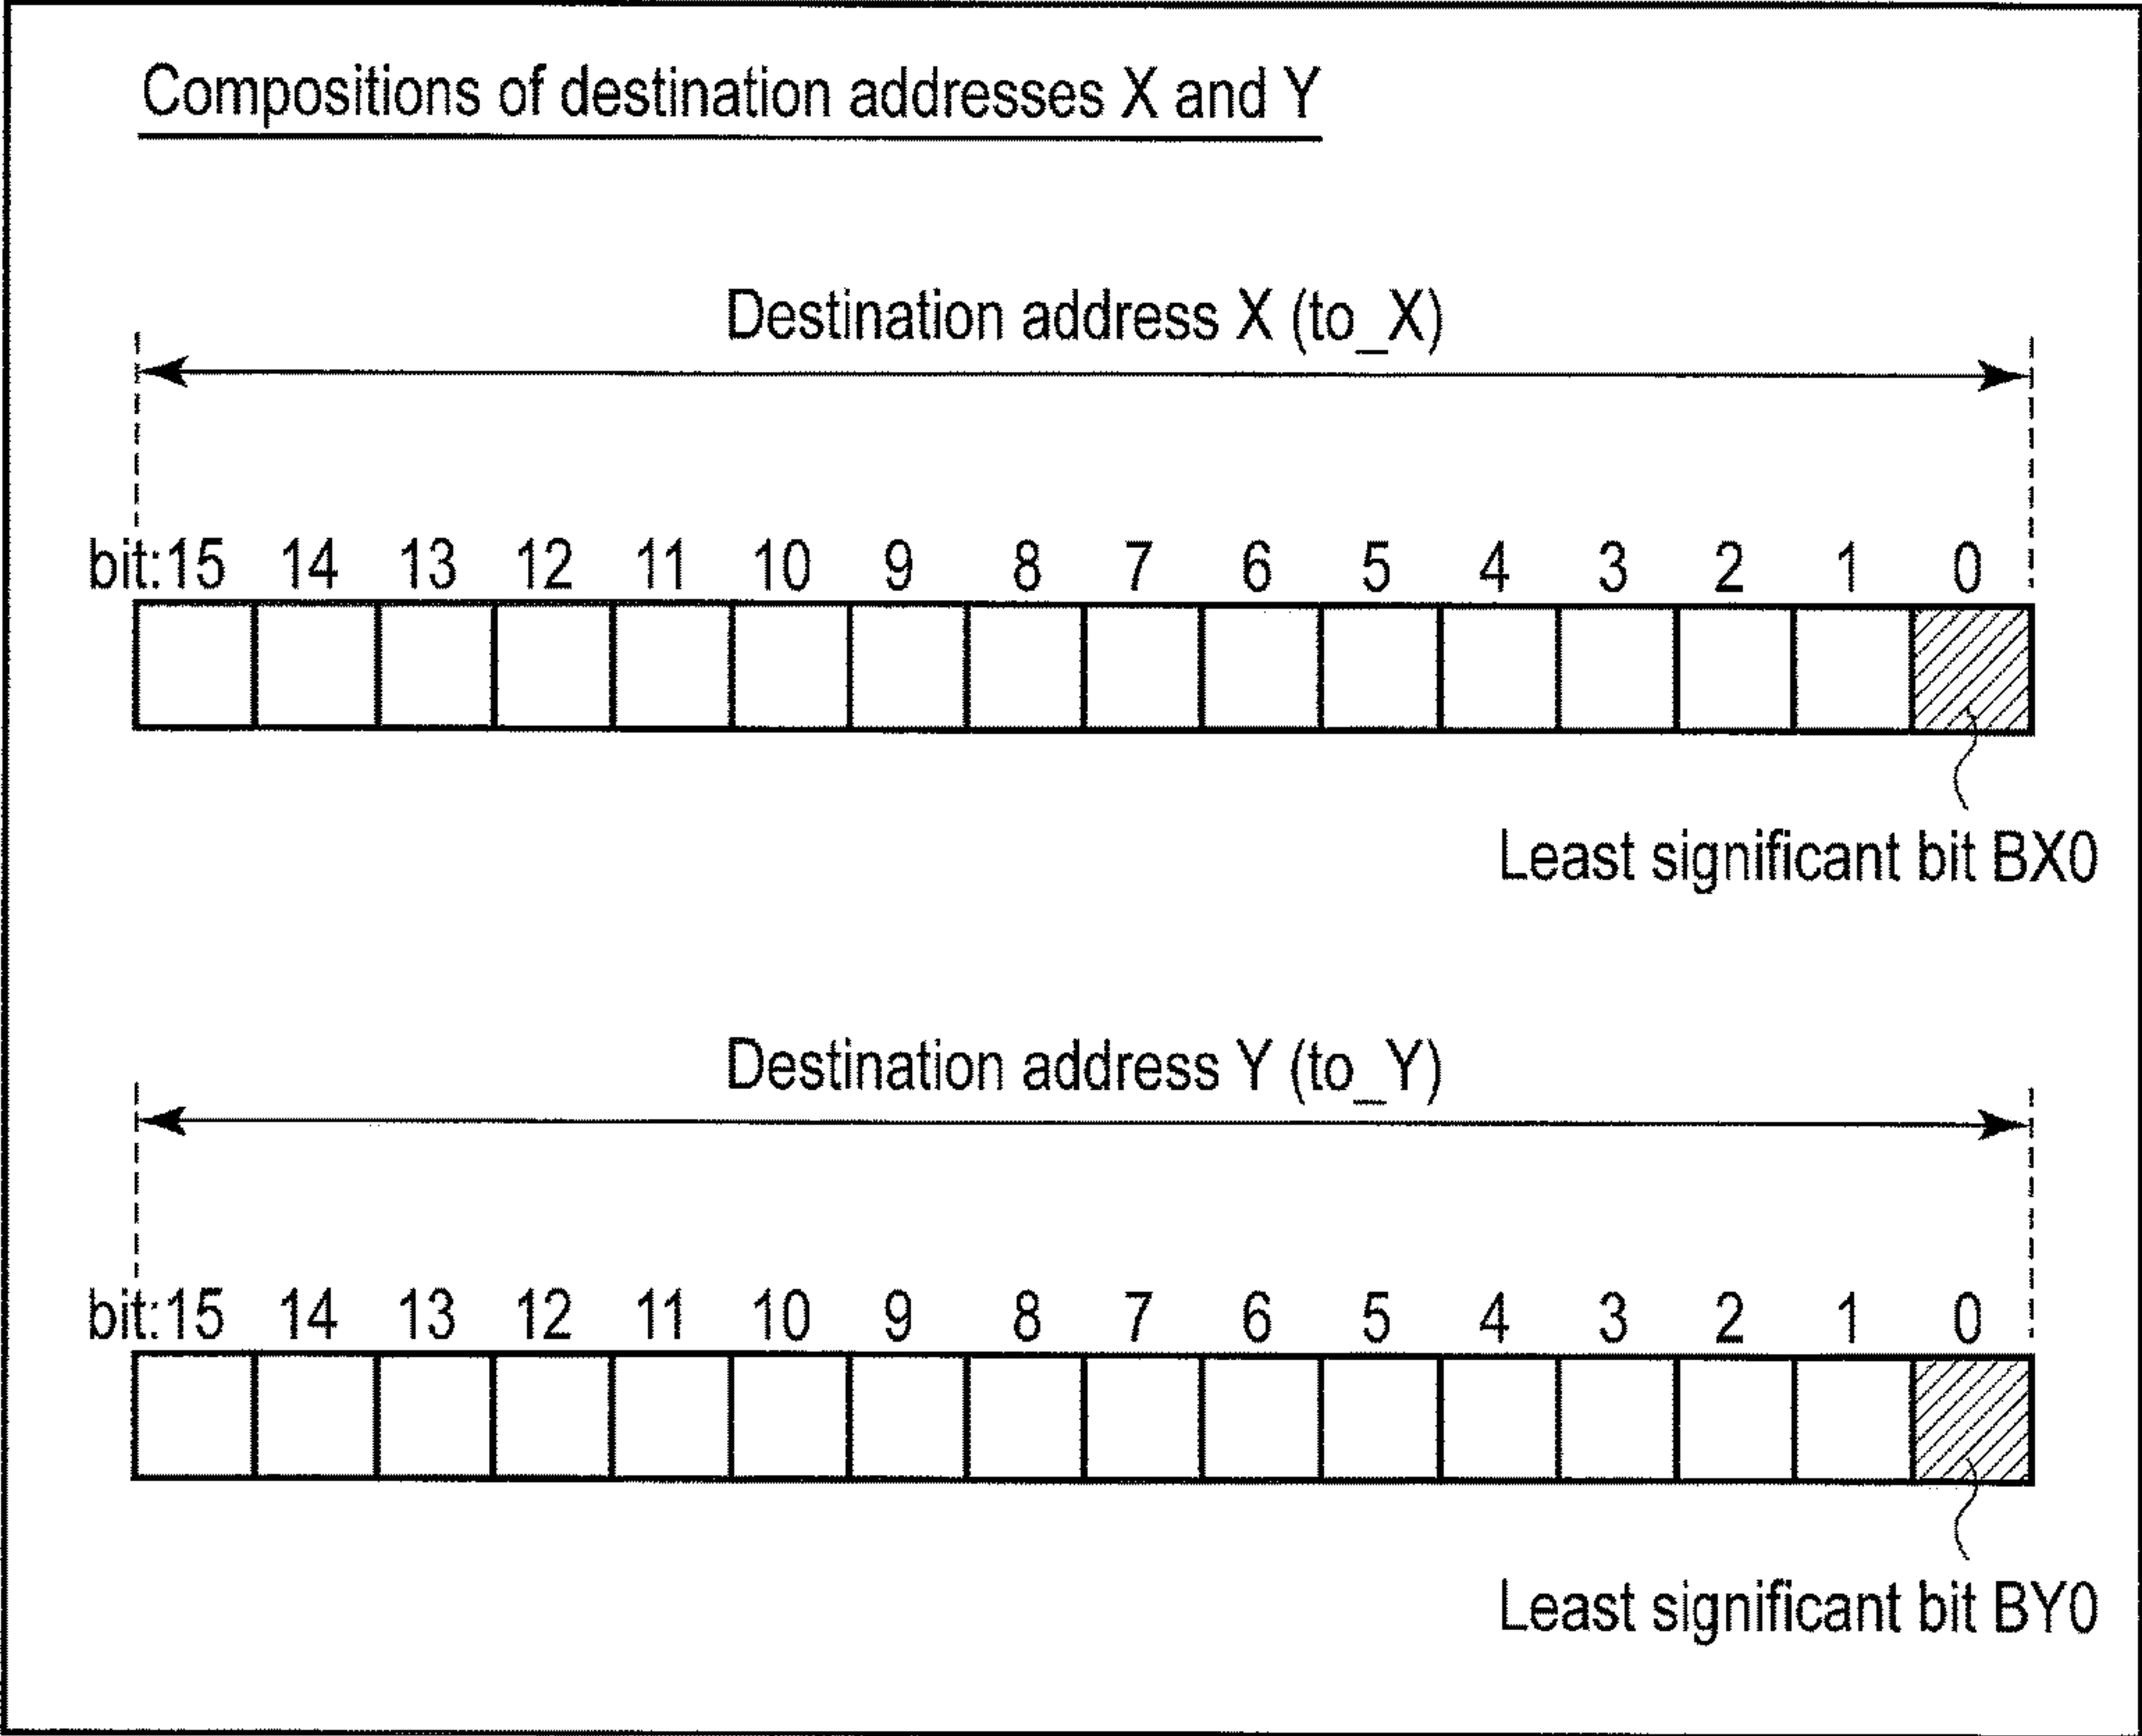 Compositions of destination addresses X and Y
Destination address X (to_X)
bit:15 14 13 12 11 10 9 8 7 6 5 4 3 2 1 0
Least significant bit BX0
Destination address Y (to_Y)
bit:15 14 13 12 11 10 9 8 7 6 5 4 3 2 1 0
Least significant bit BY0